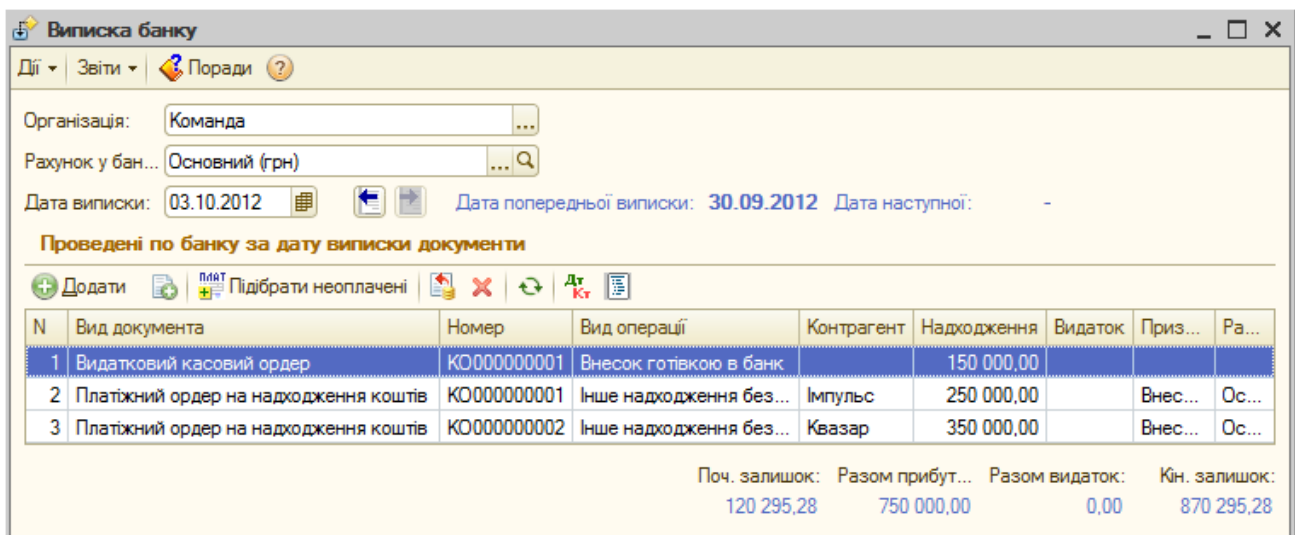 Виписка банку
Дії Звіти Поради ?
Організація: Команда ...
Рахунок у бан... Основний (грн) ...
Дата виписки: 03.10.2012 Дата попередньої виписки: 30.09.2012 Дата наступної: -
Проведені по банку за дату виписки документи
Додати ПЛАТ Підібрати неоплачені Дт Кт
N Вид документа Номер Вид операції Контрагент Надходження Видаток Приз... Ра...
1 Видатковий касовий ордер КО000000001 Внесок готівкою в банк 150 000,00
2 Платіжний ордер на надходження коштів КО000000001 Інше надходження без... Імпульс 250 000,00 Внес... Ос...
3 Платіжний ордер на надходження коштів КО000000002 Інше надходження без... Квазар 350 000,00 Внес... Ос...
Поч. залишок: Разом прибут... Разом видаток: Кін. залишок:
120 295,28 750 000,00 0,00 870 295,28